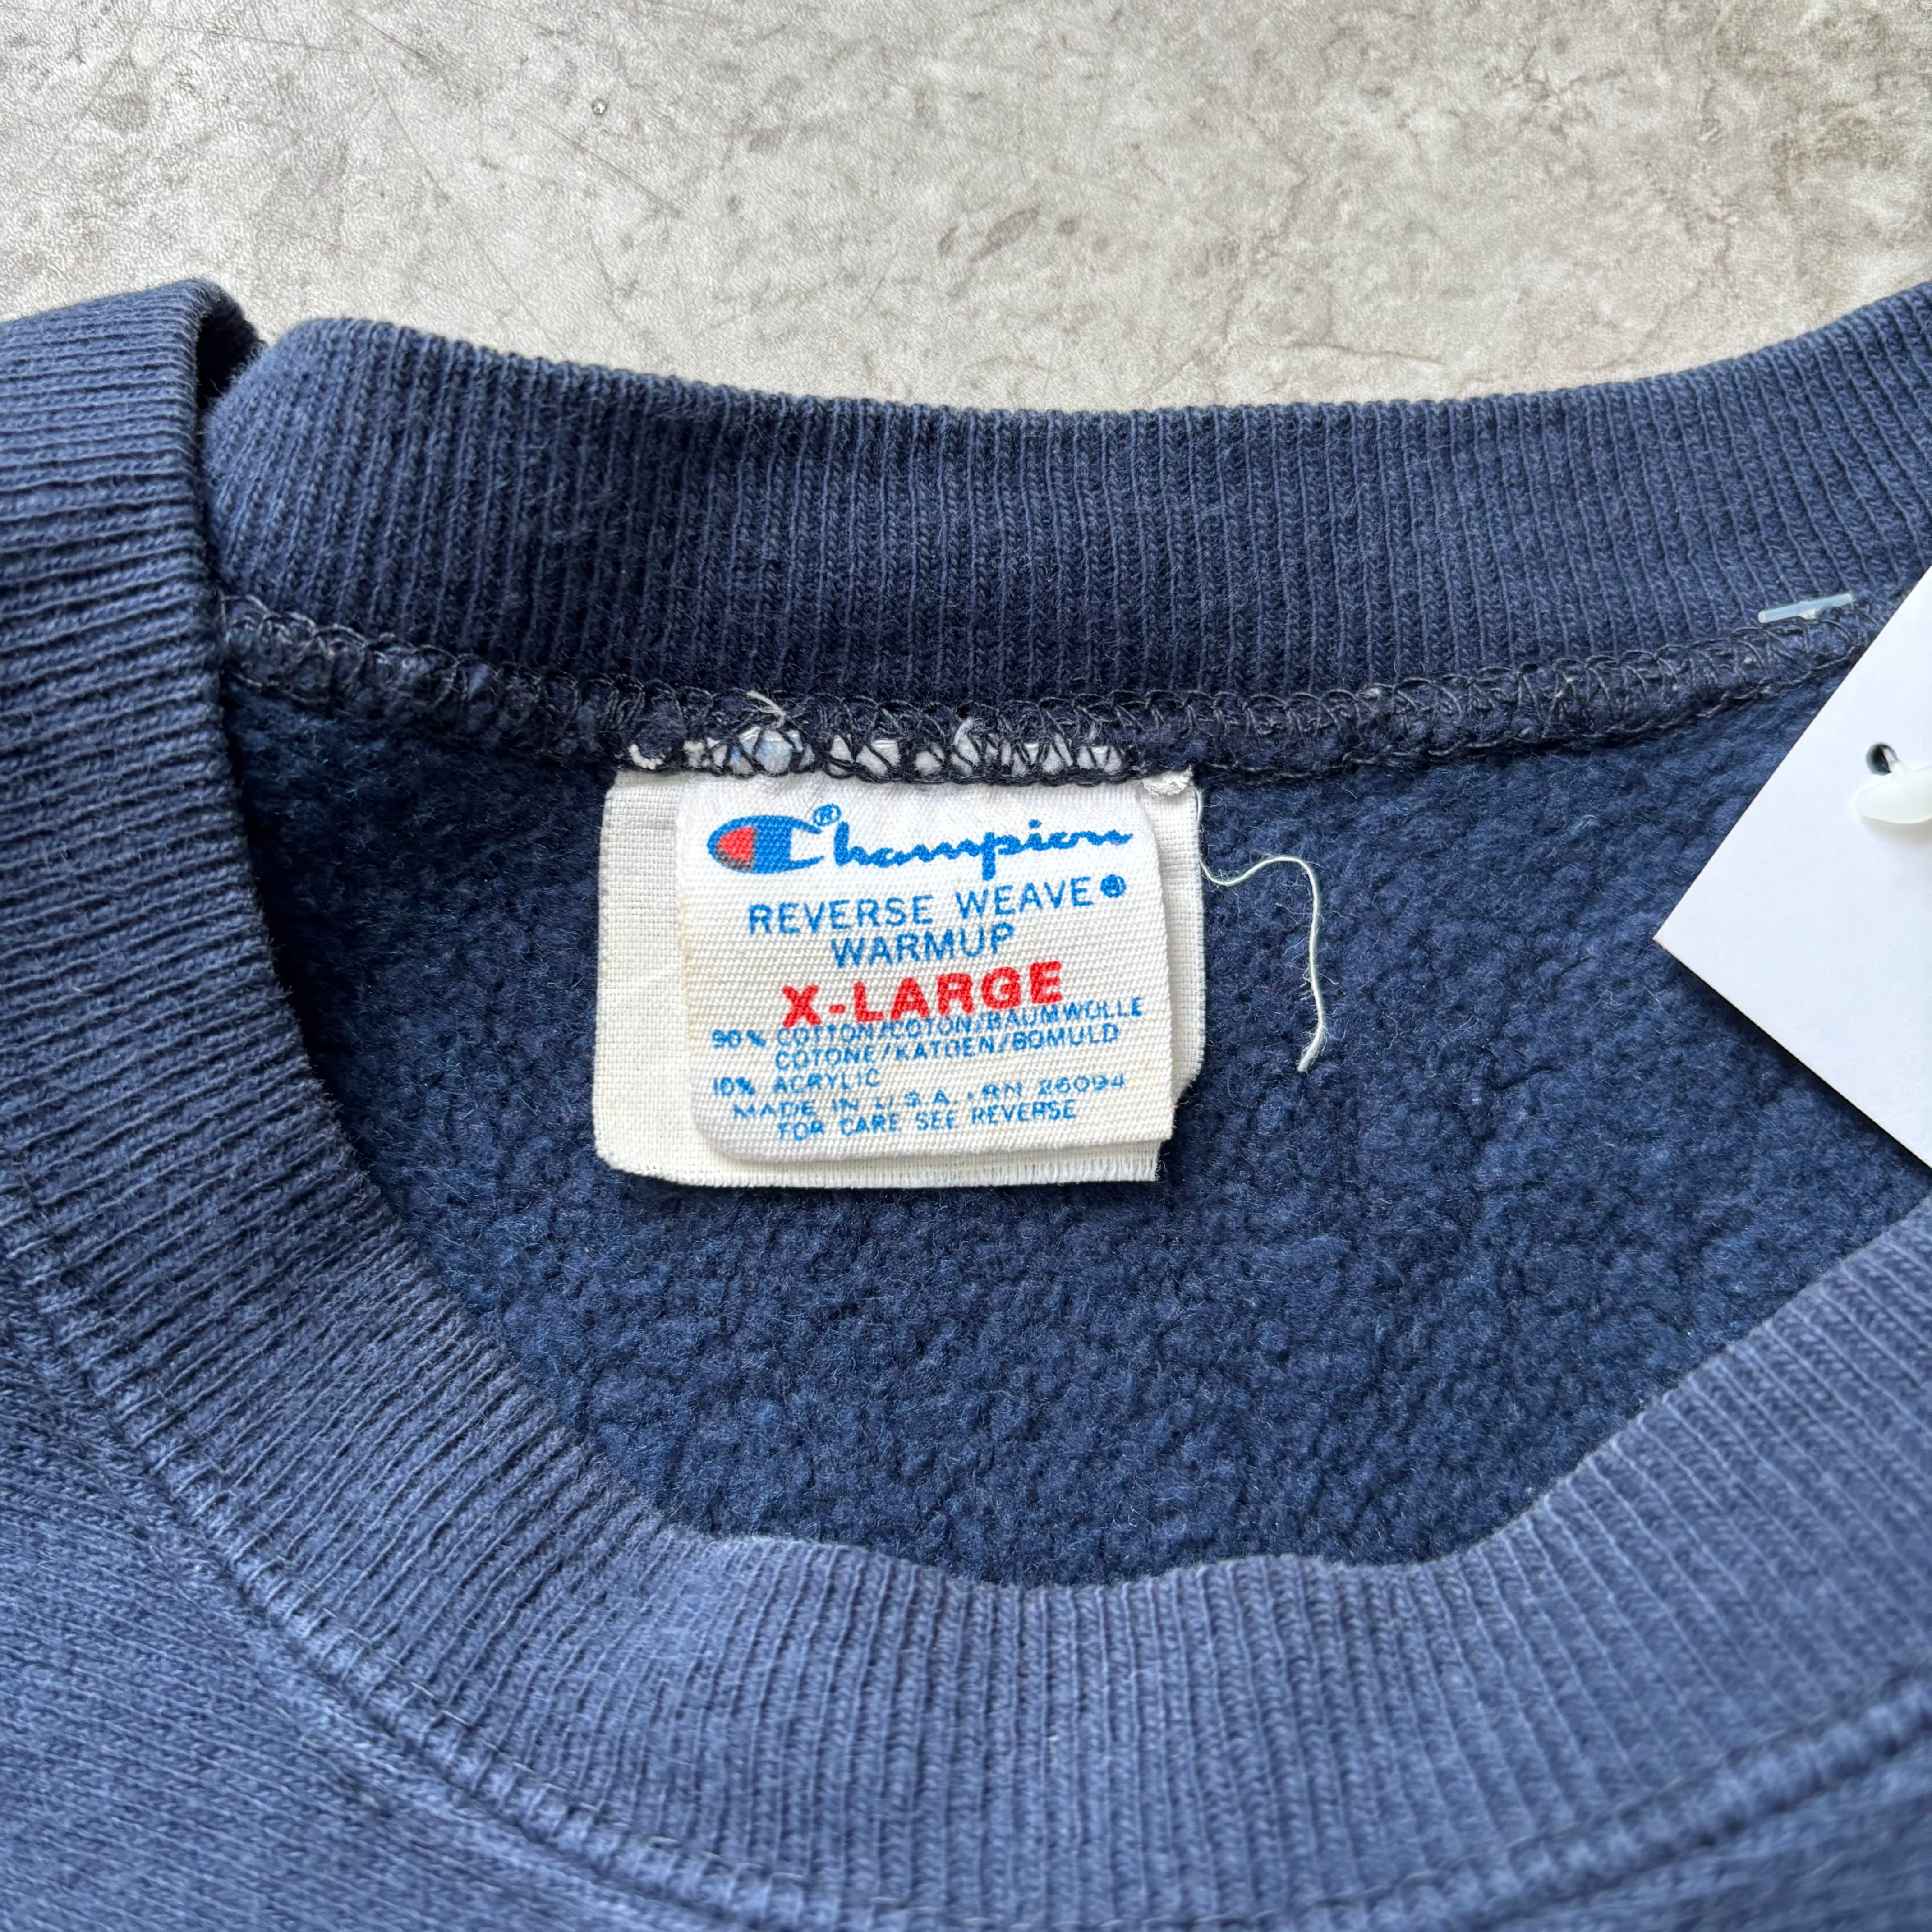 Champion®
REVERSE WEAVE®
WARMUP
X-LARGE
90% COTTON/COTON/BAUMWOLLE
COTONE/KATOEN/BOMULD
10% ACRYLIC
MADE IN U.S.A. RN 26094
FOR CARE SEE REVERSE